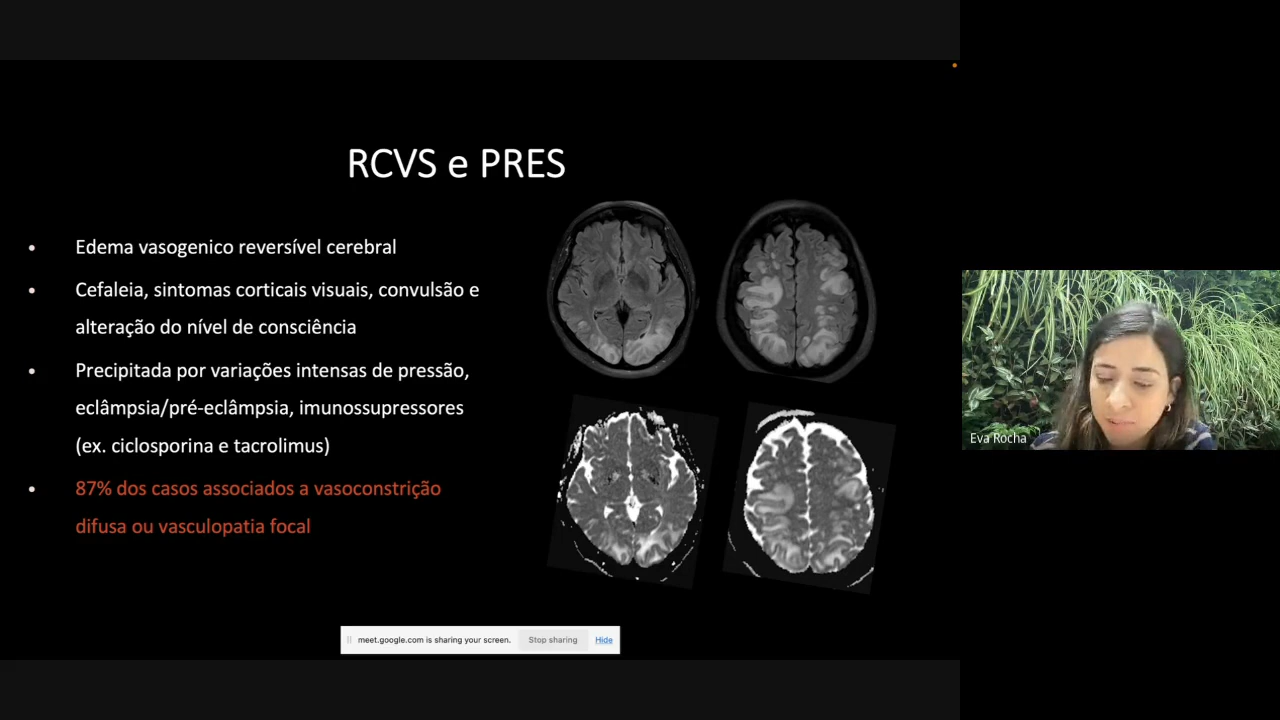 RCVS e PRES
• Edema vasogenico reversível cerebral
• Cefaleia, sintomas corticais visuais, convulsão e
alteração do nível de consciência
• Precipitada por variações intensas de pressão,
eclâmpsia/pré-eclâmpsia, imunossupressores
(ex. ciclosporina e tacrolimus)
• 87% dos casos associados a vasoconstrição
difusa ou vasculopatia focal
Eva Rocha
meet.google.com is sharing your screen. Stop sharing Hide